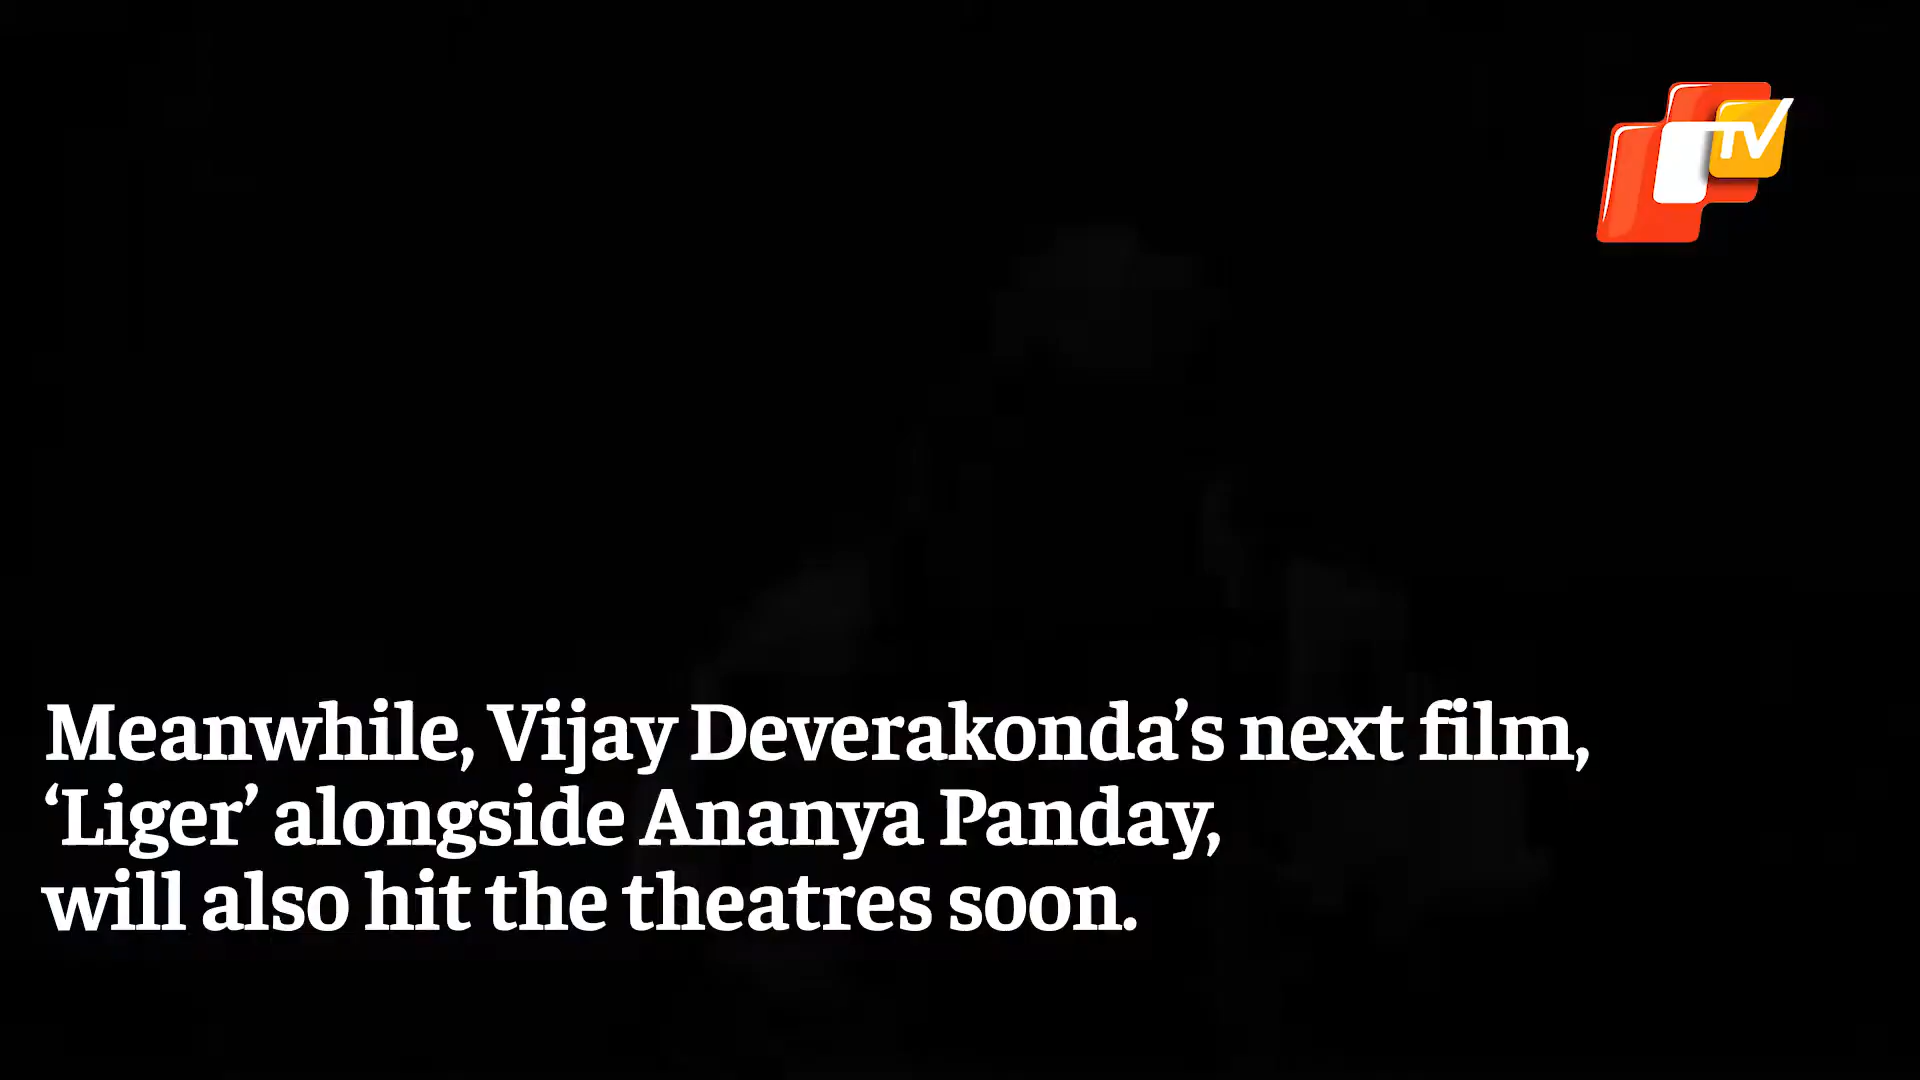 TV
Meanwhile, Vijay Deverakonda’s next film,
‘Liger’ alongside Ananya Panday,
will also hit the theatres soon.